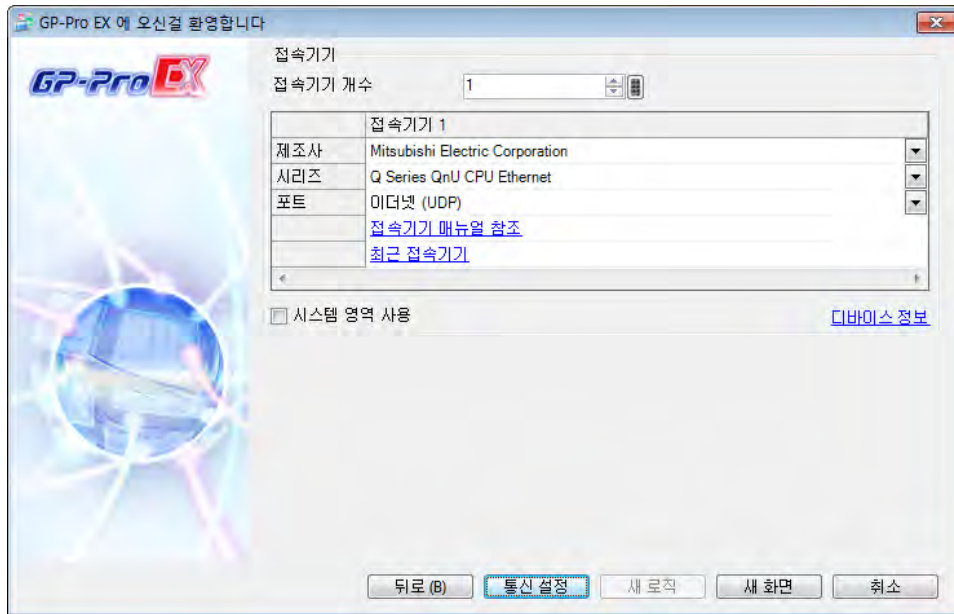 GP-Pro EX 에 오신걸 환영합니다
GP-Pro EX
접속기기
접속기기 개수 1
접속기기 1
제조사 Mitsubishi Electric Corporation
시리즈 Q Series QnU CPU Ethernet
포트 이더넷 (UDP)
접속기기 매뉴얼 참조
최근 접속기기
시스템 영역 사용 디바이스 정보
뒤로(B) 통신 설정 새 로직 새 화면 취소